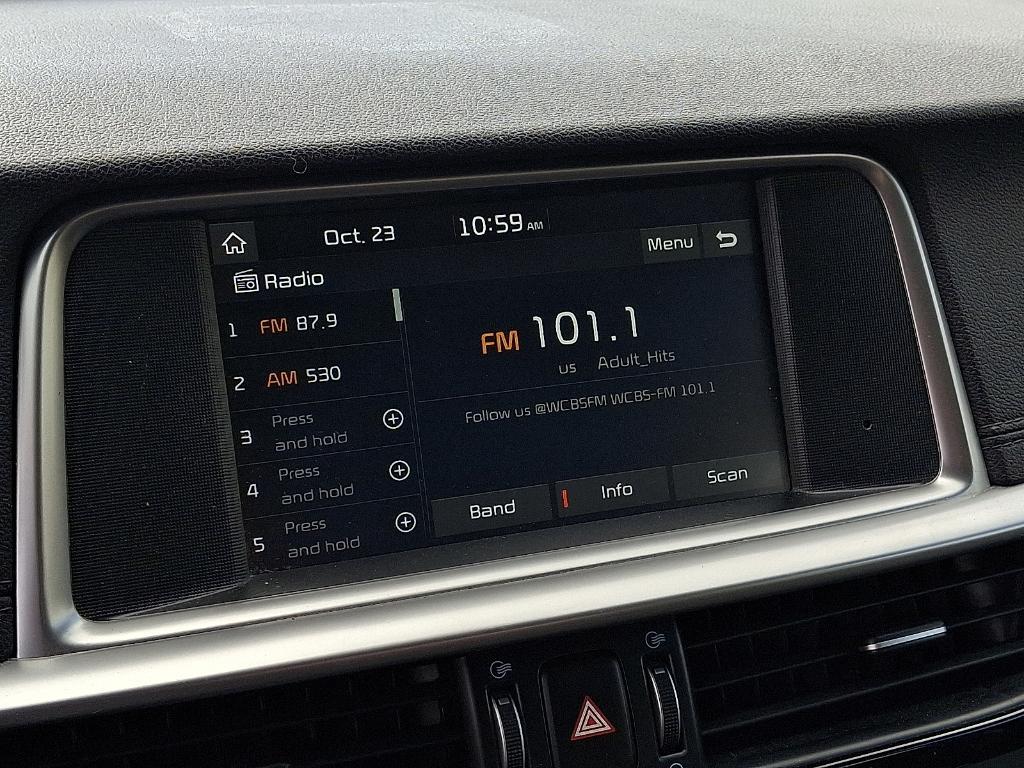 Oct. 23
10:59 AM
Menu
Radio
1 FM 87.9
2 AM 530
3 Press
and hold
4 Press
and hold
5 Press
and hold
FM 101.1
us Adult_Hits
Follow us @WCBSFM WCBS-FM 101.1
Band
Info
Scan